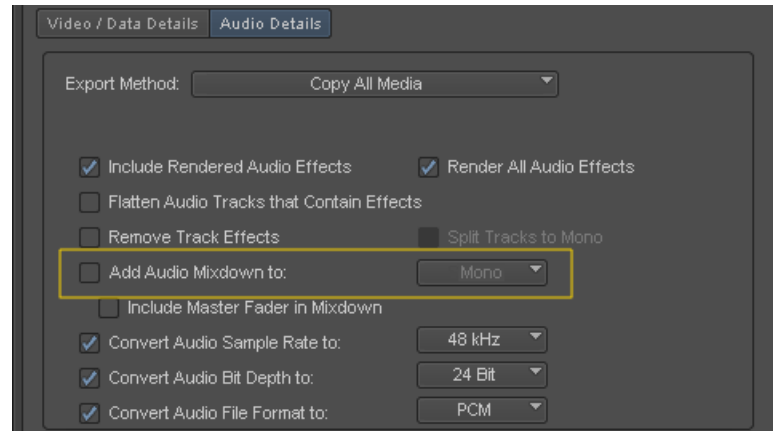 Video / Data Details Audio Details
Export Method: Copy All Media
Include Rendered Audio Effects Render All Audio Effects
Flatten Audio Tracks that Contain Effects
Remove Track Effects Split Tracks to Mono
Add Audio Mixdown to: Mono
Include Master Fader in Mixdown
Convert Audio Sample Rate to: 48 kHz
Convert Audio Bit Depth to: 24 Bit
Convert Audio File Format to: PCM